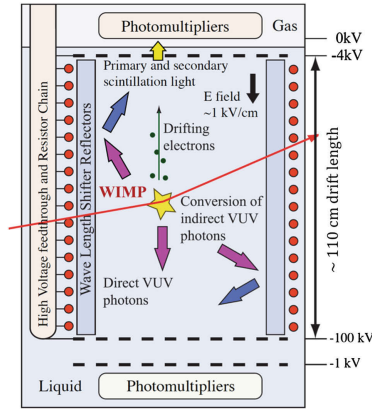 Photomultipliers
Gas
0kV
-4kV
Primary and secondary
scintillation light
E field
~1 kV/cm
Drifting
electrons
WIMP
Conversion of
indirect VUV
photons
Direct VUV
photons
High Voltage feedthrough and Resistor Chain
Wave Length Shifter Reflectors
~ 110 cm drift length
-100 kV
-1 kV
Liquid
Photomultipliers